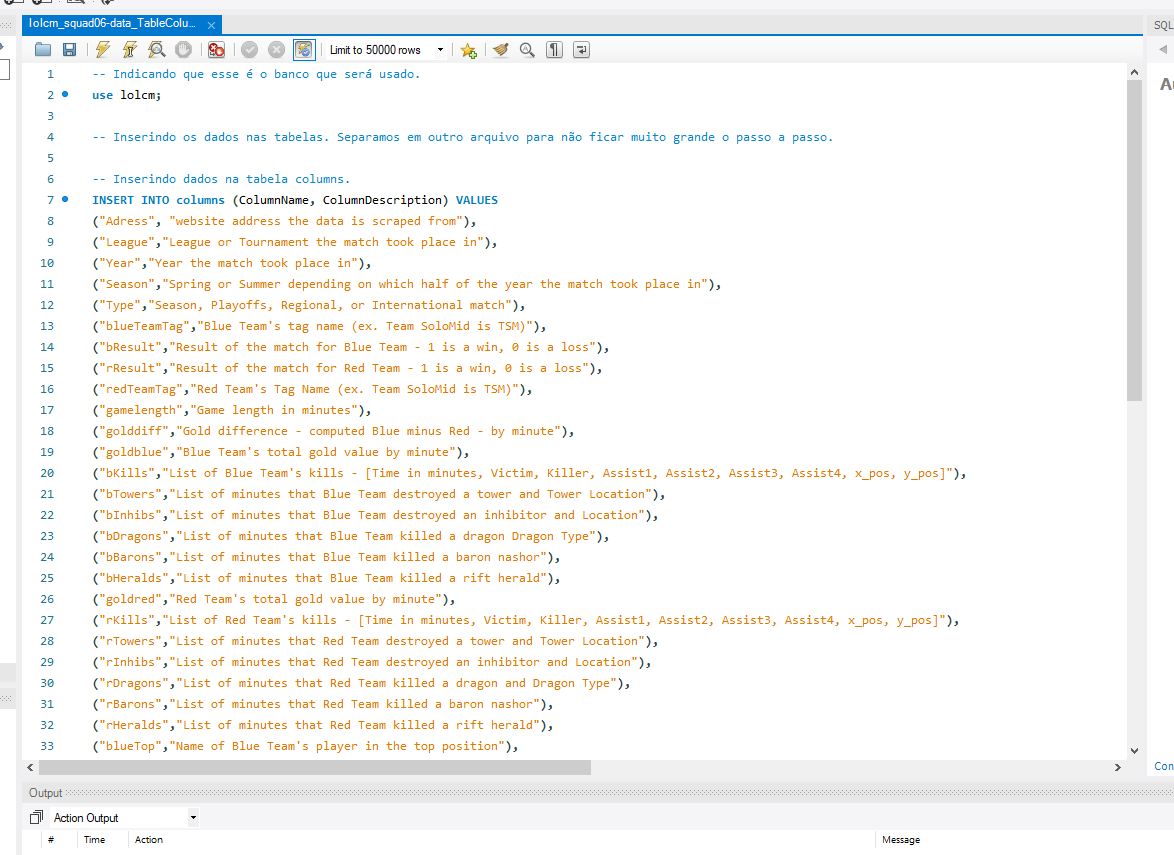 lolcm_squad06-data_TableColu...
SQL
Limit to 50000 rows
1 -- Indicando que esse é o banco que será usado.
2 use lolcm;
3
4 -- Inserindo os dados nas tabelas. Separamos em outro arquivo para não ficar muito grande o passo a passo.
5
6 -- Inserindo dados na tabela columns.
7 INSERT INTO columns (ColumnName, ColumnDescription) VALUES
8 ("Adress", "website address the data is scraped from"),
9 ("League","League or Tournament the match took place in"),
10 ("Year","Year the match took place in"),
11 ("Season","Spring or Summer depending on which half of the year the match took place in"),
12 ("Type","Season, Playoffs, Regional, or International match"),
13 ("blueTeamTag","Blue Team's tag name (ex. Team SoloMid is TSM)"),
14 ("bResult","Result of the match for Blue Team - 1 is a win, 0 is a loss"),
15 ("rResult","Result of the match for Red Team - 1 is a win, 0 is a loss"),
16 ("redTeamTag","Red Team's Tag Name (ex. Team SoloMid is TSM)"),
17 ("gamelength","Game length in minutes"),
18 ("golddiff","Gold difference - computed Blue minus Red - by minute"),
19 ("goldblue","Blue Team's total gold value by minute"),
20 ("bKills","List of Blue Team's kills - [Time in minutes, Victim, Killer, Assist1, Assist2, Assist3, Assist4, x_pos, y_pos]"),
21 ("bTowers","List of minutes that Blue Team destroyed a tower and Tower Location"),
22 ("bInhibs","List of minutes that Blue Team destroyed an inhibitor and Location"),
23 ("bDragons","List of minutes that Blue Team killed a dragon Dragon Type"),
24 ("bBarons","List of minutes that Blue Team killed a baron nashor"),
25 ("bHeralds","List of minutes that Blue Team killed a rift herald"),
26 ("goldred","Red Team's total gold value by minute"),
27 ("rKills","List of Red Team's kills - [Time in minutes, Victim, Killer, Assist1, Assist2, Assist3, Assist4, x_pos, y_pos]"),
28 ("rTowers","List of minutes that Red Team destroyed a tower and Tower Location"),
29 ("rInhibs","List of minutes that Red Team destroyed an inhibitor and Location"),
30 ("rDragons","List of minutes that Red Team killed a dragon and Dragon Type"),
31 ("rBarons","List of minutes that Red Team killed a baron nashor"),
32 ("rHeralds","List of minutes that Red Team killed a rift herald"),
33 ("blueTop","Name of Blue Team's player in the top position"),
Con
Output
Action Output
# Time Action Message